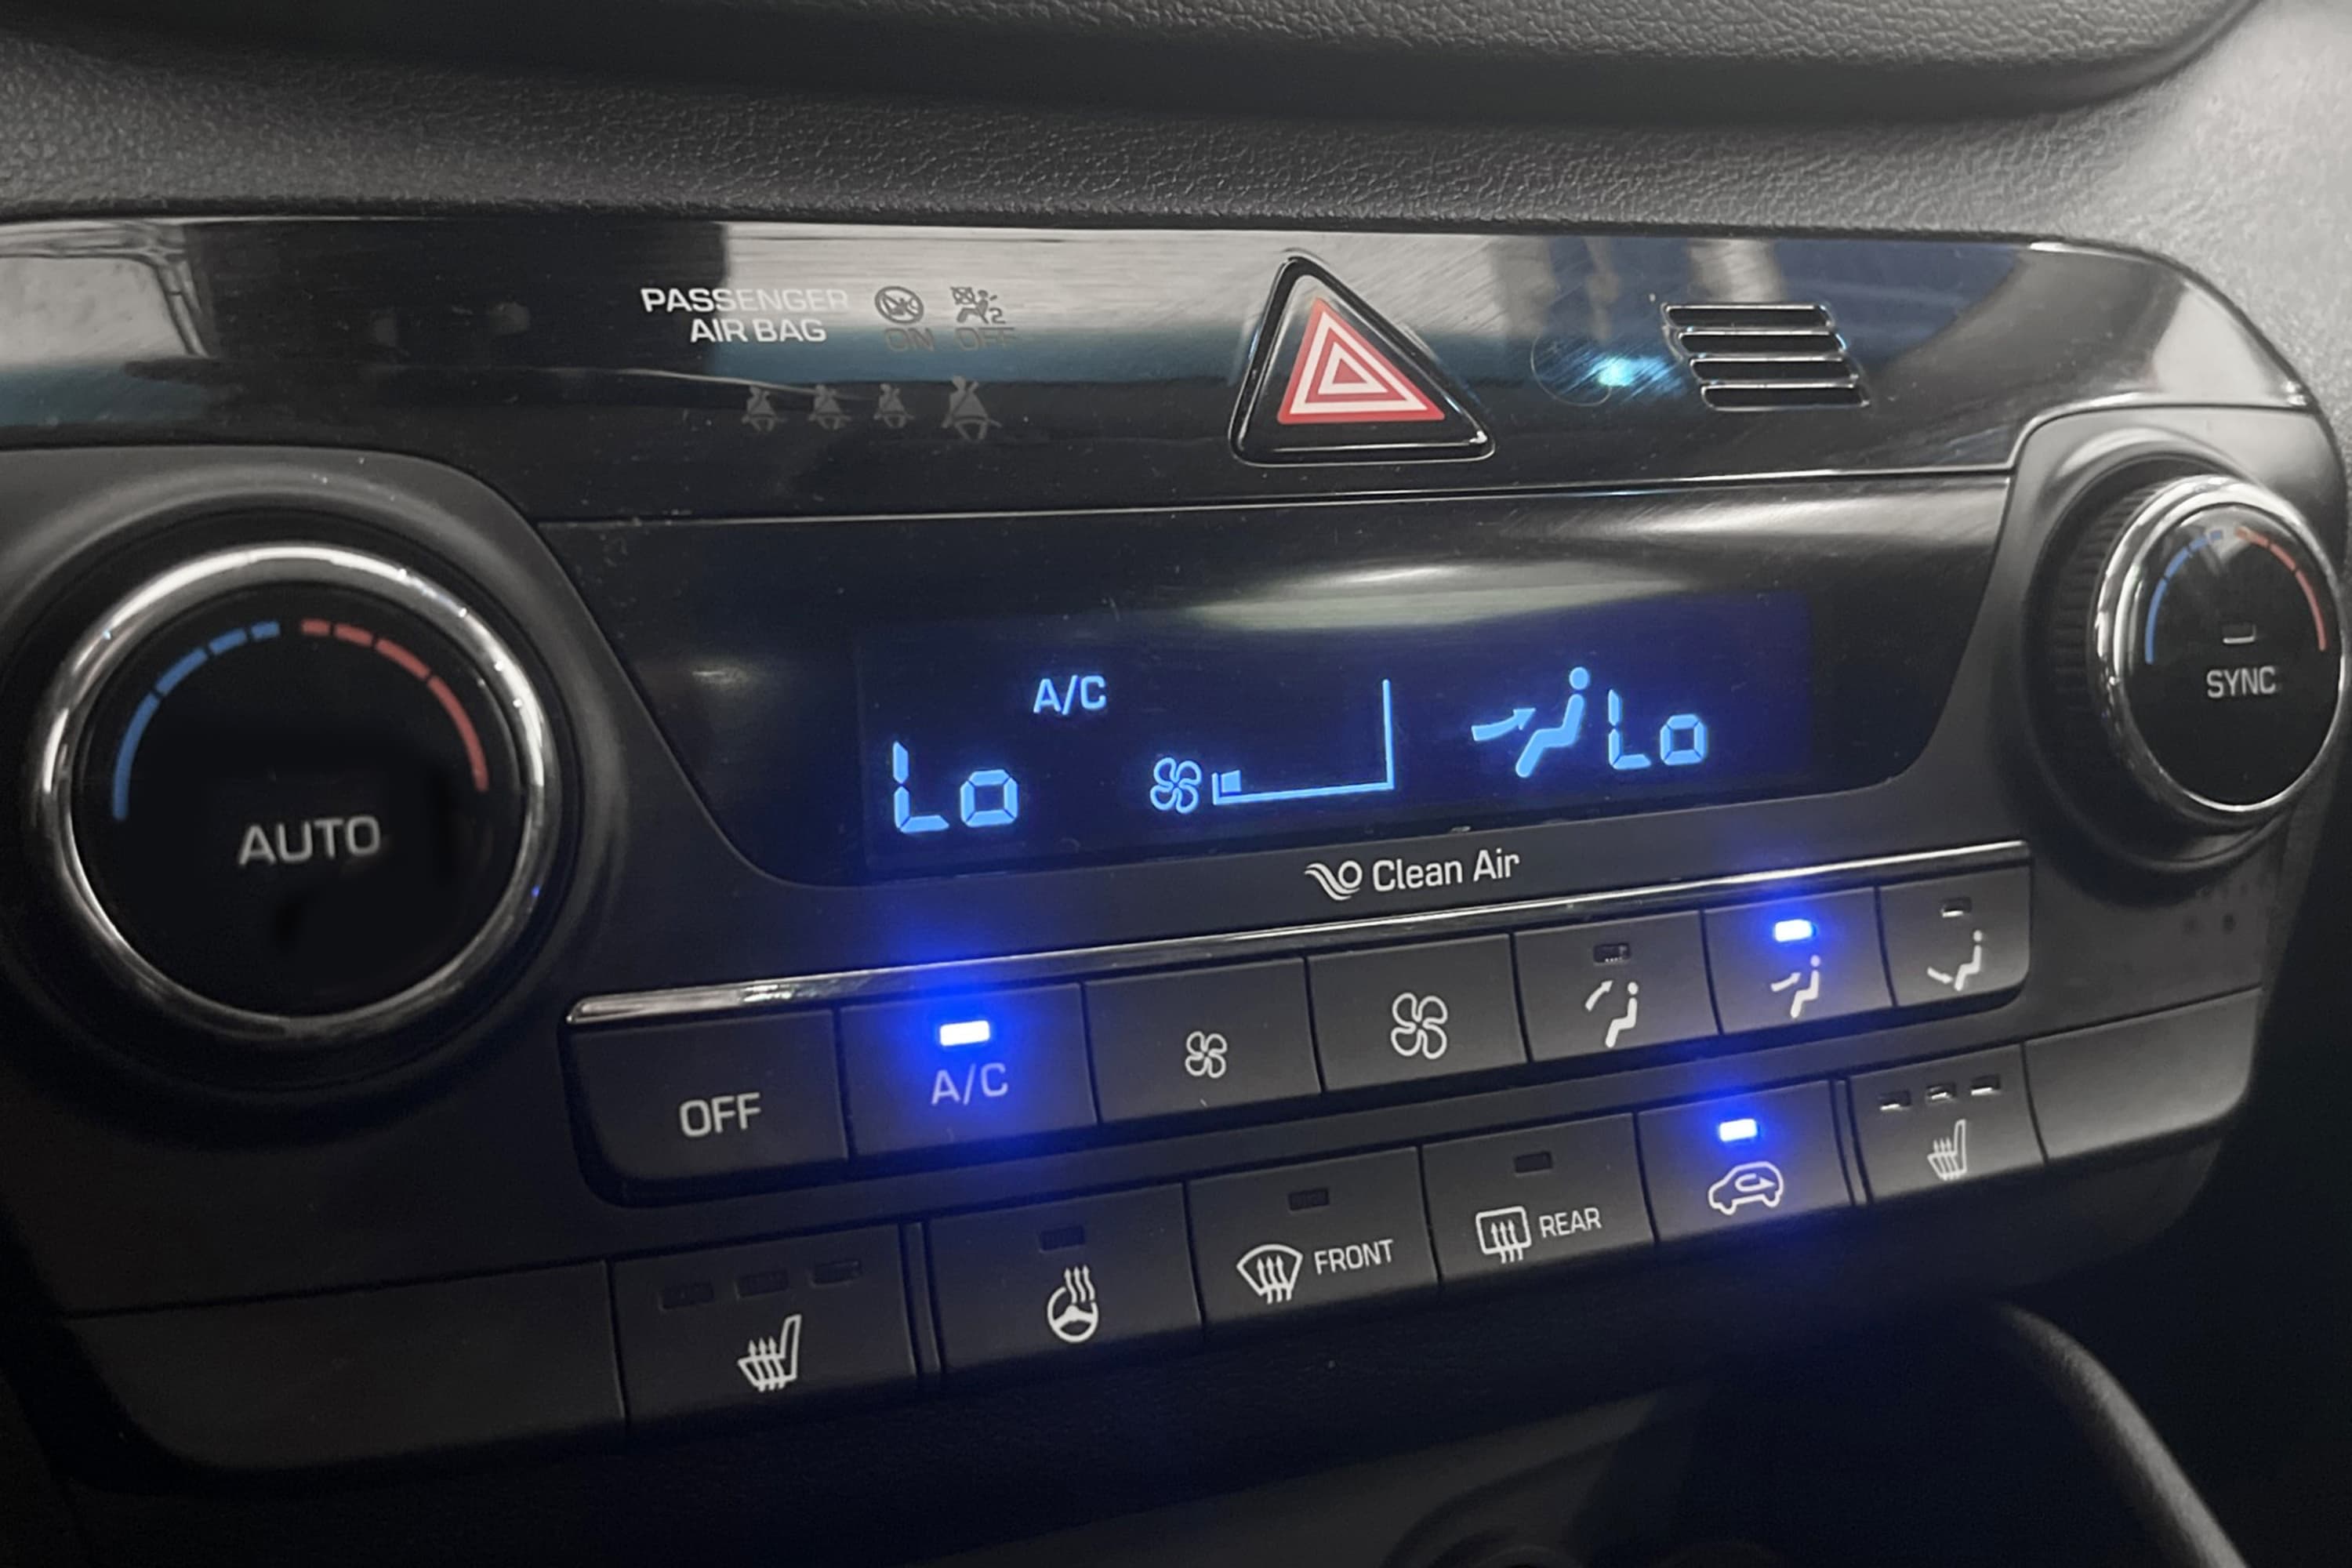 PASSENGER
AIR BAG
ON OFF
A/C
Lo
Lo
SYNC
AUTO
Clean Air
OFF
A/C
FRONT
REAR